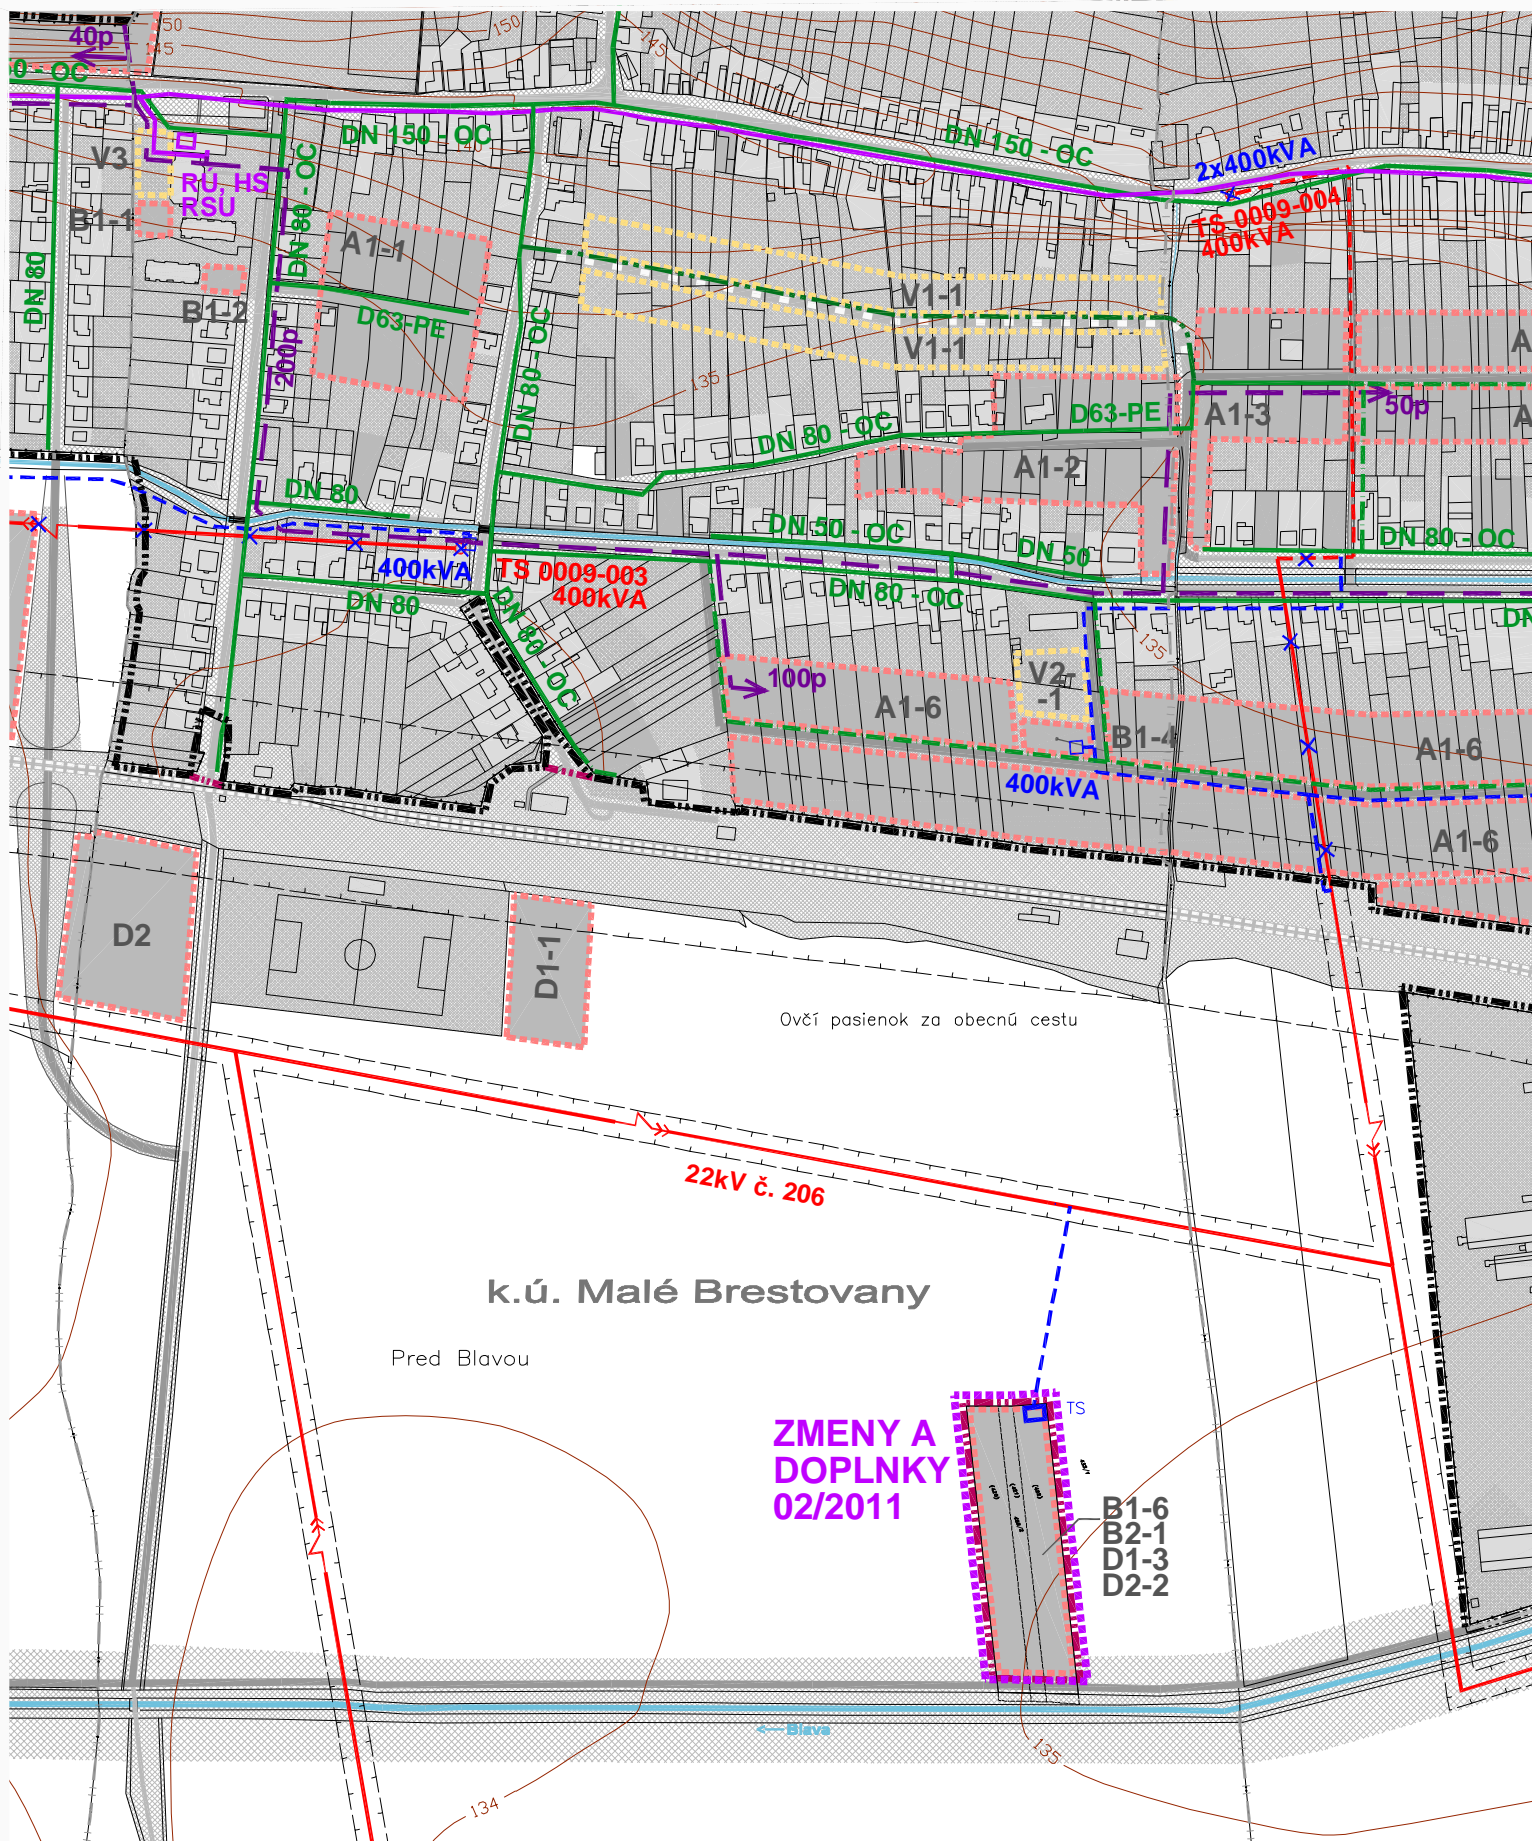 150
150
40p
145
145
0 - OC
DN 150 - OC
DN 150 - OC
2x400kVA
V3
DN 80 - OC
RÚ, HS
RSU
TS 0009-004
400kVA
B1-1
A1-1
DN 80
B1-2
D63-PE
V1-1
200p
DN 80 - OC
V1-1
A
135
50p
D63-PE
A1-3
A
DN 80 - OC
A1-2
DN 80
DN 50 - OC
DN 50
DN 80 - OC
400kVA
TS 0009-003
400kVA
DN 80
DN 80 - OC
DN 80 - OC
DN
135
100p
V2-
-1
A1-6
B1-4
A1-6
400kVA
A1-6
D2
D1-1
Ovčí pasienok za obecnú cestu
22kV č. 206
k.ú. Malé Brestovany
Pred Blavou
TS
ZMENY A
DOPLNKY
02/2011
B1-6
B2-1
D1-3
D2-2
Blava
135
134